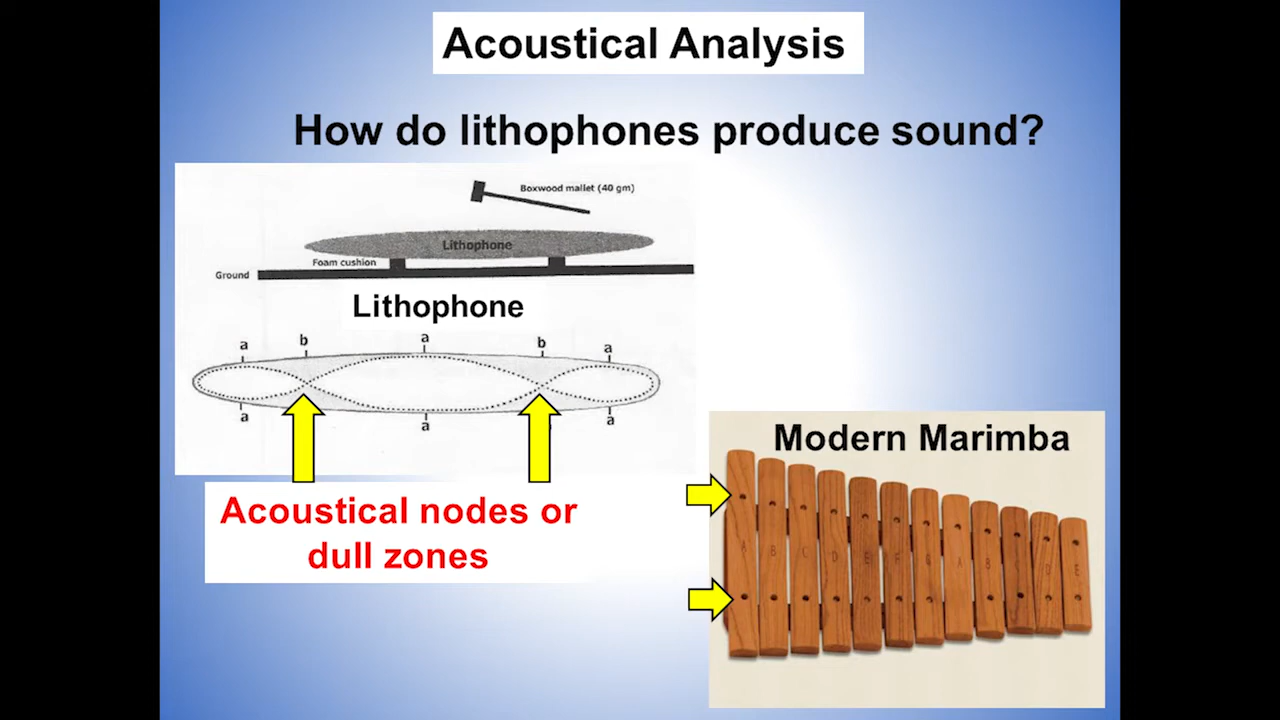 Acoustical Analysis
How do lithophones produce sound?
Boxwood mallet (40 gm)
Lithophone
Foam cushion
Ground
Lithophone
a b a b a
a a a
Acoustical nodes or
dull zones
Modern Marimba
A B C D E F G A B C D E